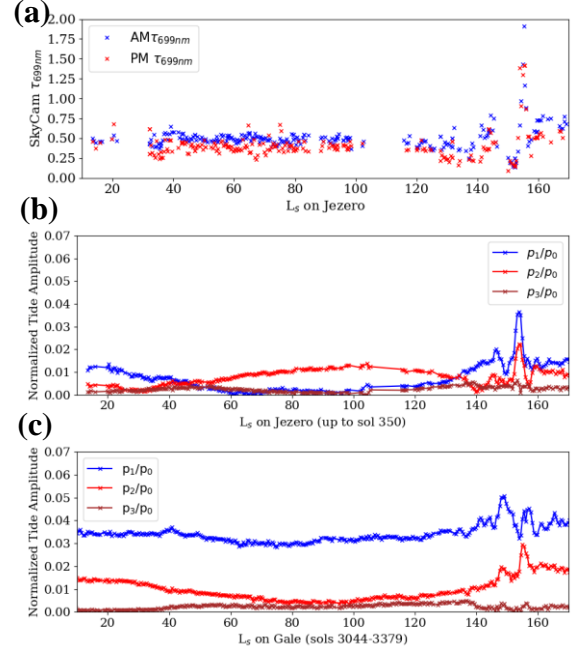 (a)
2.00
1.75
1.50
1.25
1.00
0.75
0.50
0.25
0.00
SkyCam τ699nm
AMτ699nm
PM τ699nm
20 40 60 80 100 120 140 160
Ls on Jezero
(b)
0.07
0.06
0.05
0.04
0.03
0.02
0.01
0.00
Normalized Tide Amplitude
p1/p0
p2/p0
p3/p0
20 40 60 80 100 120 140 160
Ls on Jezero (up to sol 350)
(c)
0.07
0.06
0.05
0.04
0.03
0.02
0.01
0.00
Normalized Tide Amplitude
p1/p0
p2/p0
p3/p0
20 40 60 80 100 120 140 160
Ls on Gale (sols 3044-3379)